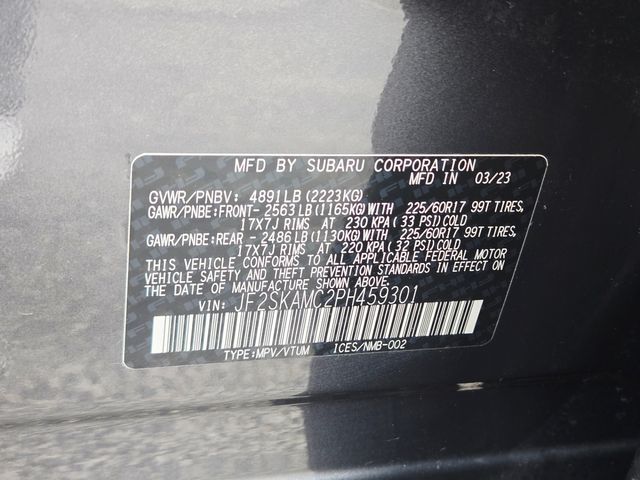 MFD BY SUBARU CORPORATION
MFD IN 03/23
GVWR/PNBV: 4891LB (2223KG)
GAWR/PNBE:FRONT-2563LB(1165KG)WITH 225/60R17 99T TIRES,
17X7J RIMS AT 230 KPA(33 PSI)COLD
GAWR/PNBE:REAR -2486LB(1130KG)WITH 225/60R17 99T TIRES,
17X7J RIMS AT 220 KPA(32 PSI)COLD
THIS VEHICLE CONFORMS TO ALL APPLICABLE FEDERAL MOTOR
VEHICLE SAFETY AND THEFT PREVENTION STANDARDS IN EFFECT
ON THE DATE OF MANUFACTURE SHOWN ABOVE.
VIN: JF2SKAMC2PH459301
TYPE:MPV/VTUM ICES/NMB-002